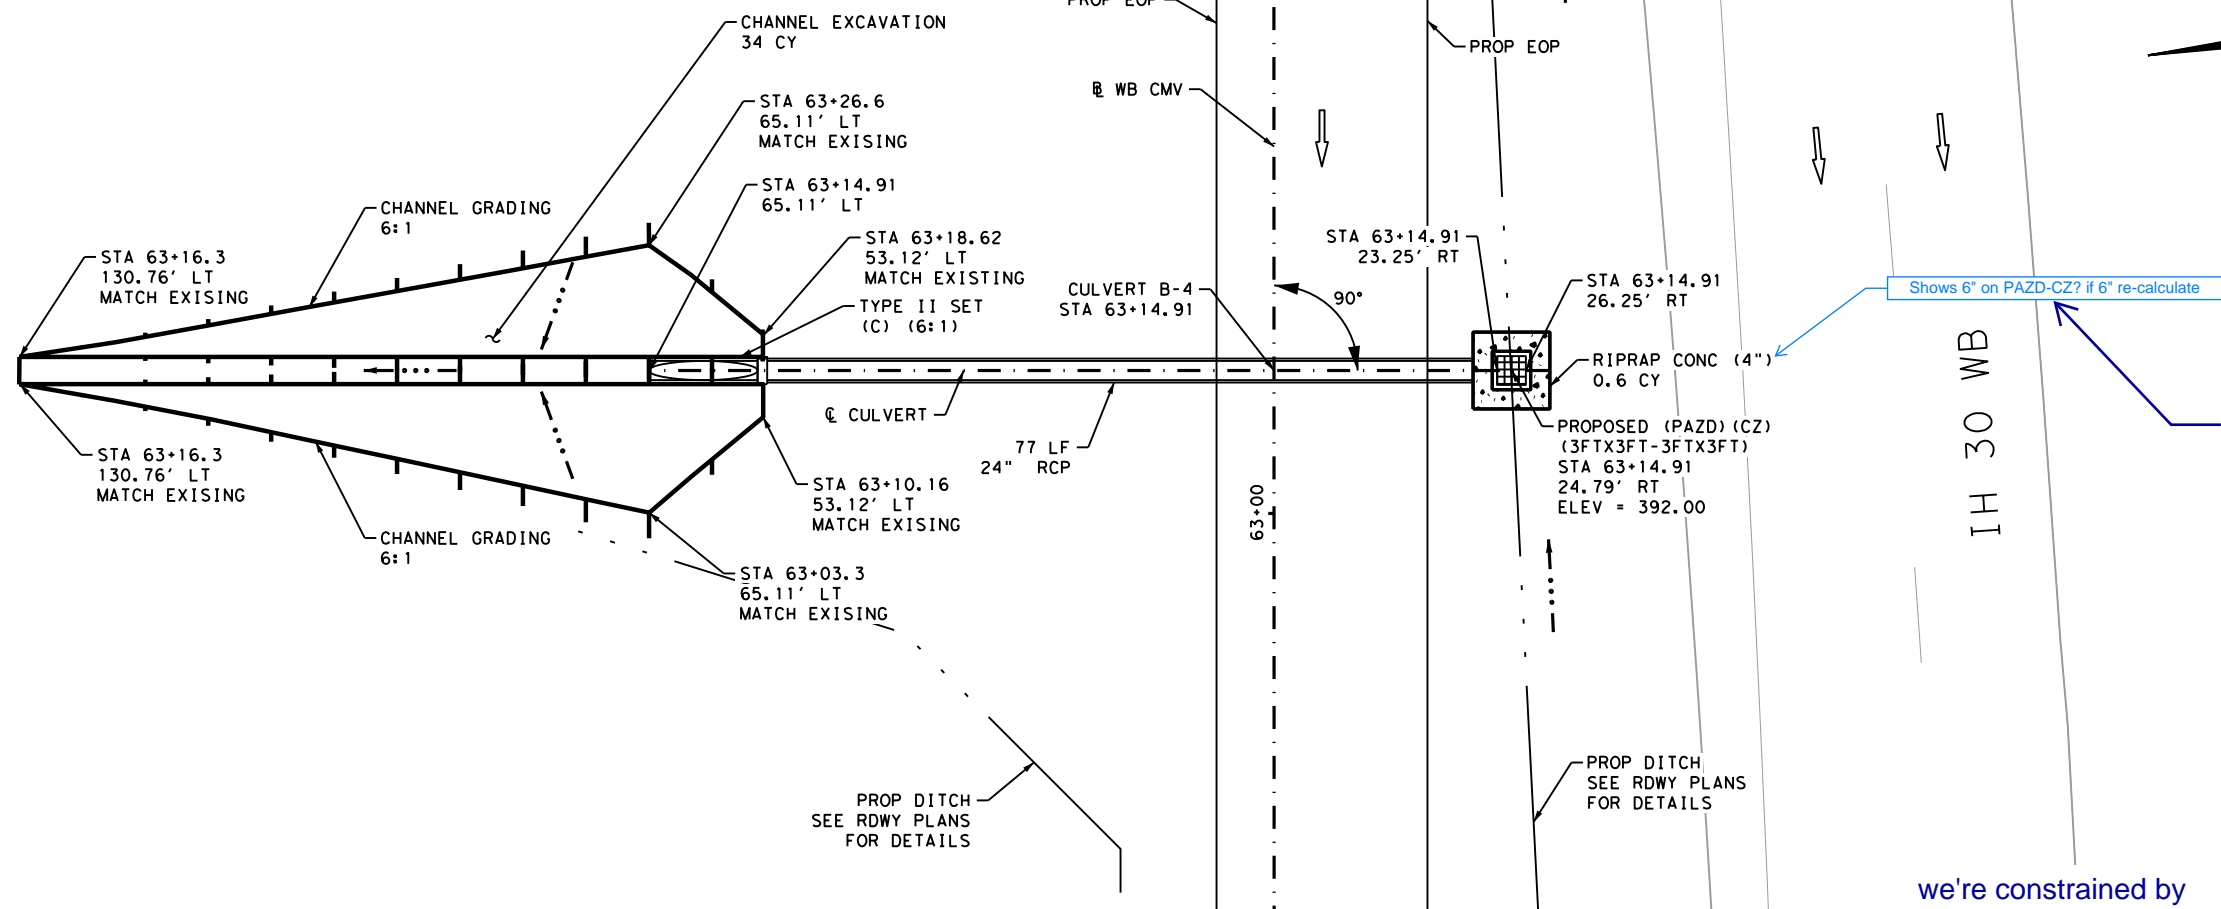 PROP EOP
CHANNEL EXCAVATION
34 CY
PROP EOP
℄ WB CMV
STA 63+26.6
65.11' LT
MATCH EXISING
STA 63+14.91
65.11' LT
CHANNEL GRADING
6:1
STA 63+18.62
53.12' LT
MATCH EXISTING
STA 63+14.91
23.25' RT
STA 63+16.3
130.76' LT
MATCH EXISING
STA 63+14.91
26.25' RT
Shows 6" on PAZD-CZ? if 6" re-calculate
CULVERT B-4
STA 63+14.91
90°
TYPE II SET
(C) (6:1)
RIPRAP CONC (4")
0.6 CY
IH 30 WB
℄ CULVERT
PROPOSED (PAZD)(CZ)
(3FTX3FT-3FTX3FT)
STA 63+14.91
24.79' RT
ELEV = 392.00
77 LF
24" RCP
STA 63+16.3
130.76' LT
MATCH EXISING
STA 63+10.16
53.12' LT
MATCH EXISING
63+00
CHANNEL GRADING
6:1
STA 63+03.3
65.11' LT
MATCH EXISING
PROP DITCH
SEE RDWY PLANS
FOR DETAILS
PROP DITCH
SEE RDWY PLANS
FOR DETAILS
we're constrained by